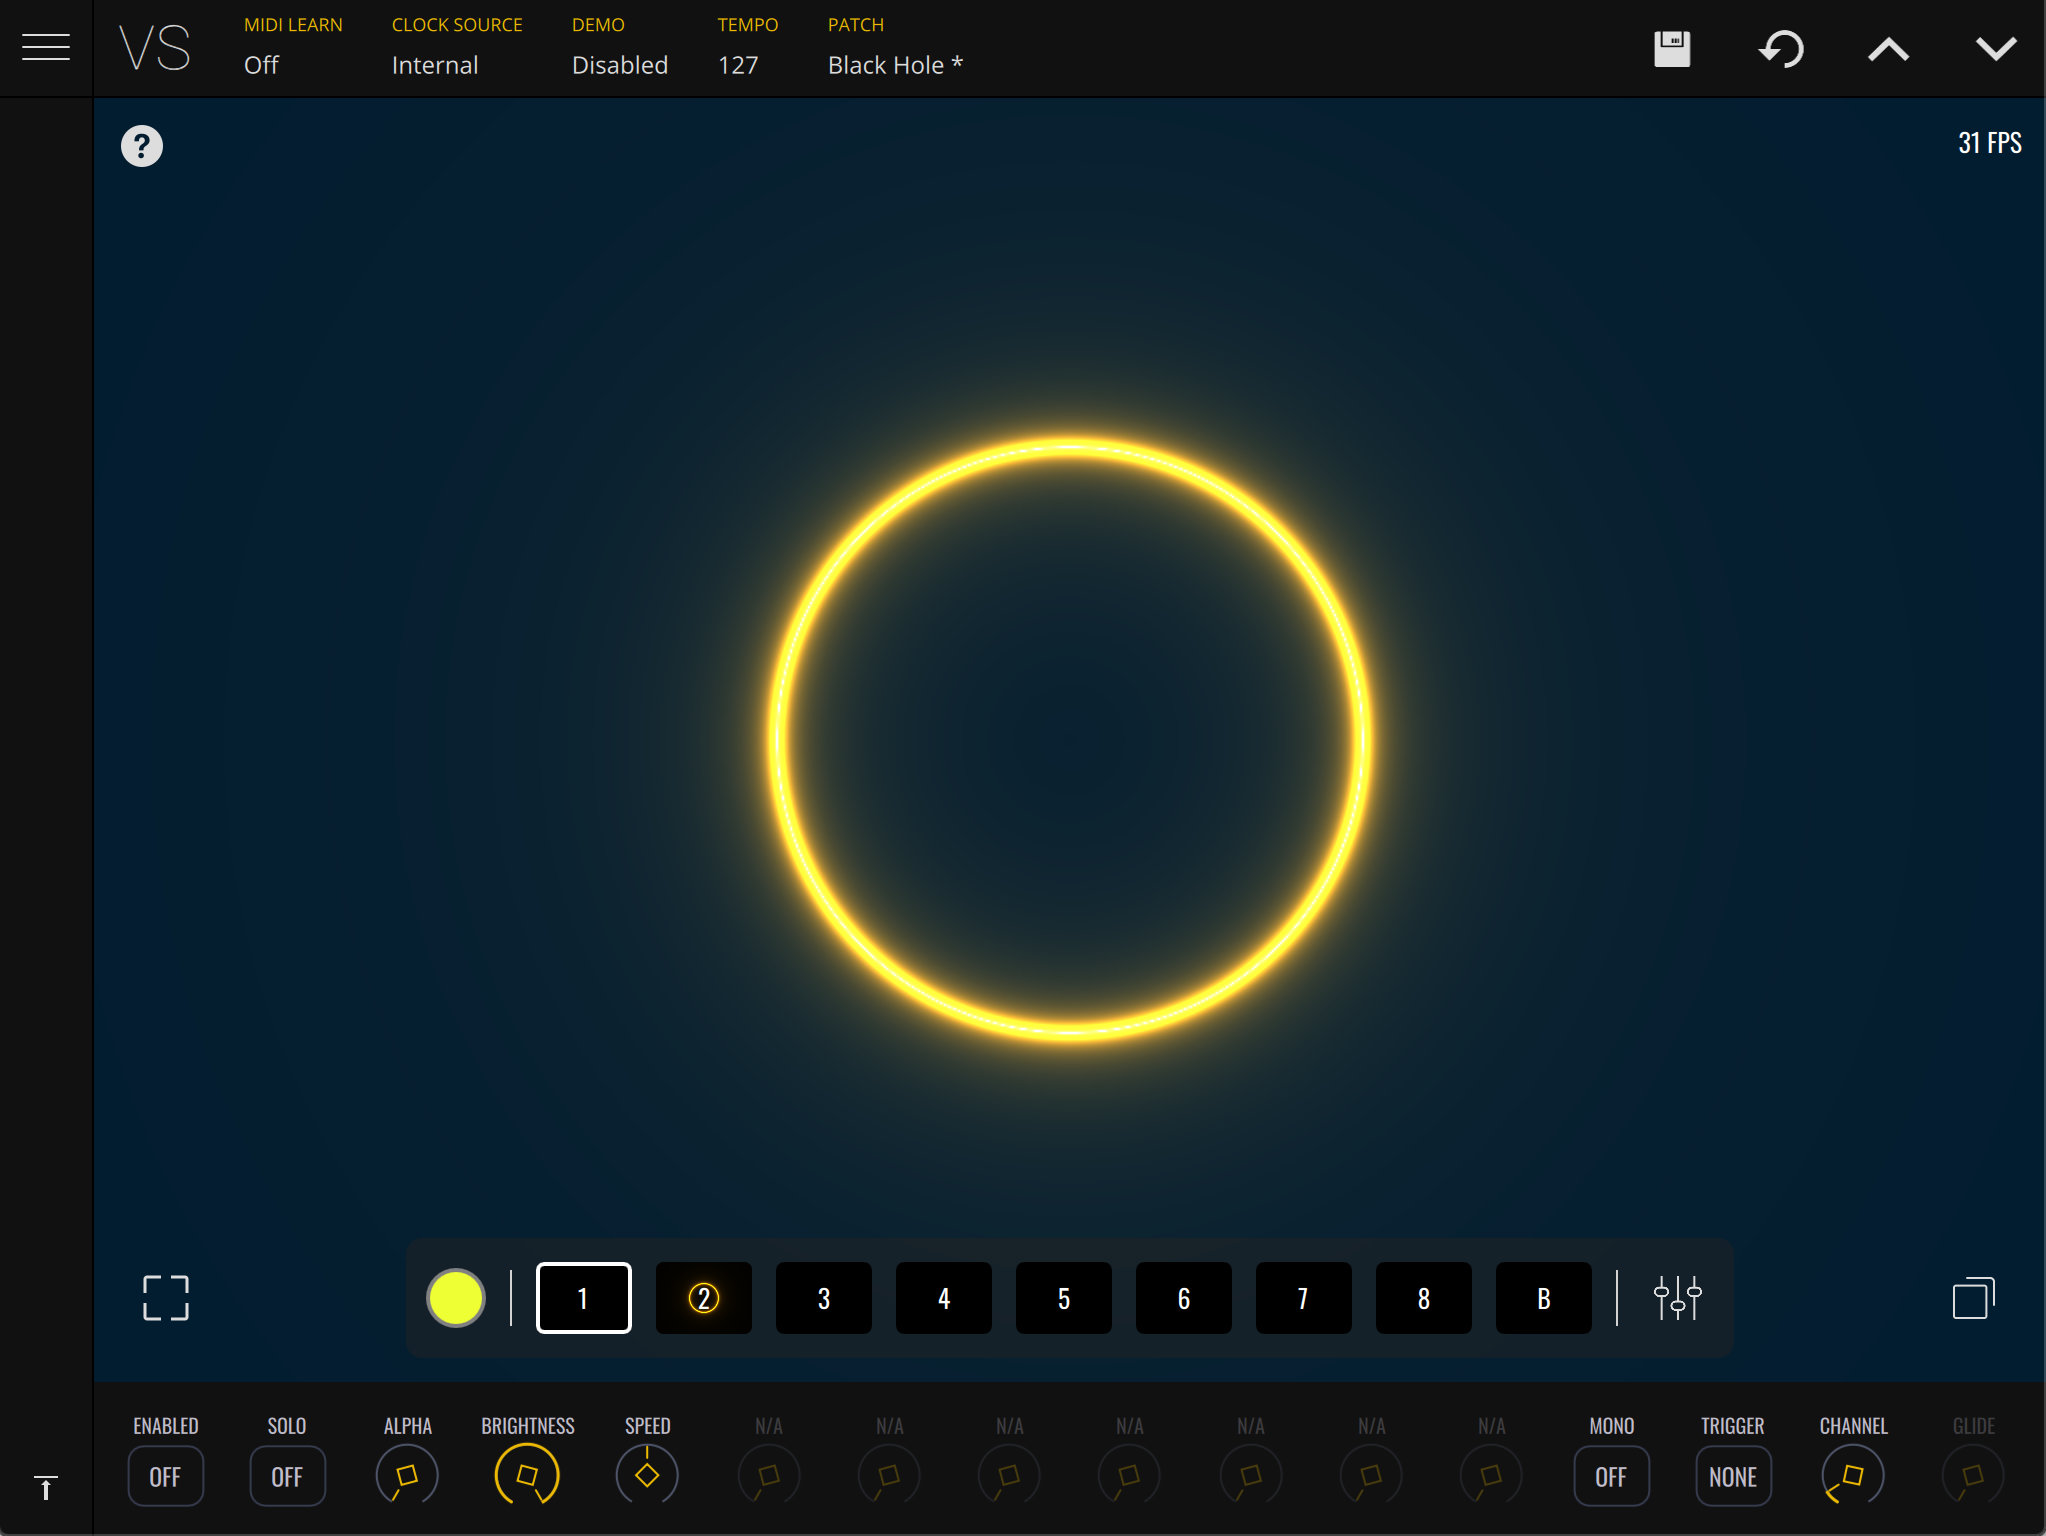 VS
MIDI LEARN CLOCK SOURCE DEMO TEMPO PATCH
Off Internal Disabled 127 Black Hole *
?
31 FPS
1 2 3 4 5 6 7 8 B
ENABLED SOLO ALPHA BRIGHTNESS SPEED N/A N/A N/A N/A N/A N/A N/A MONO TRIGGER CHANNEL GLIDE
OFF OFF OFF NONE